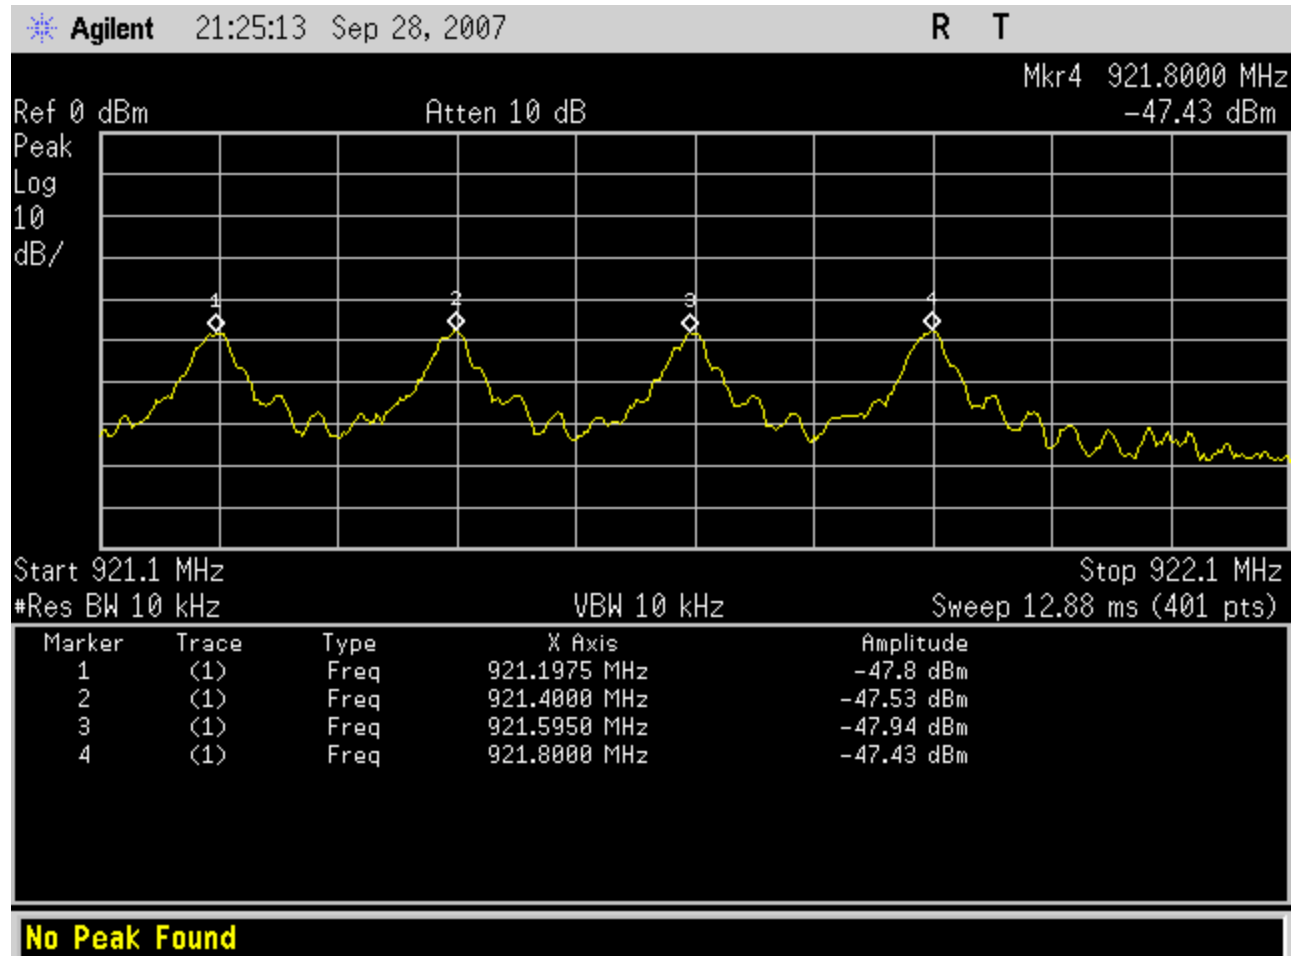 Agilent 21:25:13 Sep 28, 2007 R T
Mkr4 921.8000 MHz
Ref 0 dBm Atten 10 dB -47.43 dBm
Peak
Log
10
dB/
1 2 3 4
Start 921.1 MHz Stop 922.1 MHz
#Res BW 10 kHz VBW 10 kHz Sweep 12.88 ms (401 pts)
Marker Trace Type X Axis Amplitude
1 (1) Freq 921.1975 MHz -47.8 dBm
2 (1) Freq 921.4000 MHz -47.53 dBm
3 (1) Freq 921.5950 MHz -47.94 dBm
4 (1) Freq 921.8000 MHz -47.43 dBm
No Peak Found